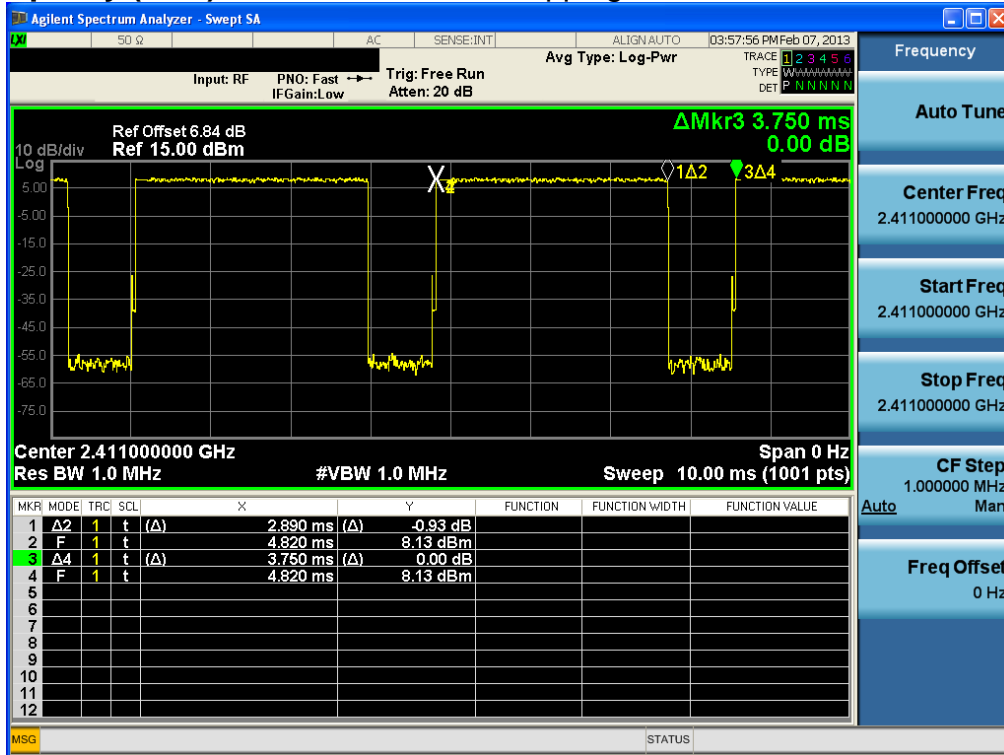 Agilent Spectrum Analyzer - Swept SA
LXI 50 Ω AC SENSE:INT ALIGN AUTO 03:57:56 PM Feb 07, 2013
Frequency
Input: RF PNO: Fast Trig: Free Run Avg Type: Log-Pwr TRACE 1 2 3 4 5 6
IFGain:Low Atten: 20 dB TYPE
DET P N N N N N
Auto Tune
ΔMkr3 3.750 ms
0.00 dB
Ref Offset 6.84 dB
10 dB/div Ref 15.00 dBm
Log
1Δ2 3Δ4
5.00
-5.00
-15.0
-25.0
-35.0
-45.0
-55.0
-65.0
-75.0
Center 2.411000000 GHz Span 0 Hz
Res BW 1.0 MHz #VBW 1.0 MHz Sweep 10.00 ms (1001 pts)
Center Freq
2.411000000 GHz
Start Freq
2.411000000 GHz
Stop Freq
2.411000000 GHz
CF Step
1.000000 MHz
Auto Man
Freq Offset
0 Hz
MKR MODE TRC SCL X Y FUNCTION FUNCTION WIDTH FUNCTION VALUE
1 Δ2 1 t (Δ) 2.890 ms (Δ) -0.93 dB
2 F 1 t 4.820 ms 8.13 dBm
3 Δ4 1 t (Δ) 3.750 ms (Δ) 0.00 dB
4 F 1 t 4.820 ms 8.13 dBm
5
6
7
8
9
10
11
12
MSG STATUS